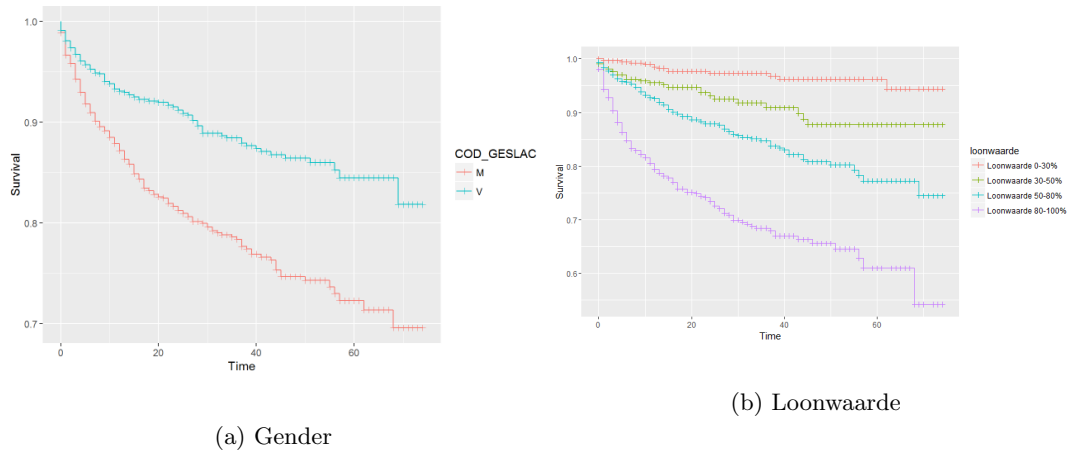 1.0
0.9
0.8
0.7
Survival
0
20
40
60
Time
COD_GESLAC
M
V
(a) Gender
1.0
0.9
0.8
0.7
0.6
Survival
0
20
40
60
Time
loonwaarde
Loonwaarde 0-30%
Loonwaarde 30-50%
Loonwaarde 50-80%
Loonwaarde 80-100%
(b) Loonwaarde